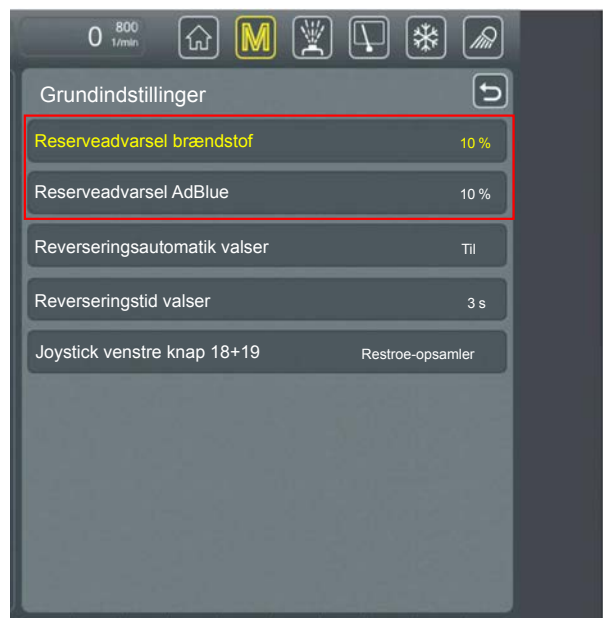 0 800 1/min M
Grundindstillinger
Reserveadvarsel brændstof 10 %
Reserveadvarsel AdBlue 10 %
Reverseringsautomatik valser Til
Reverseringstid valser 3 s
Joystick venstre knap 18+19 Restroe-opsamler